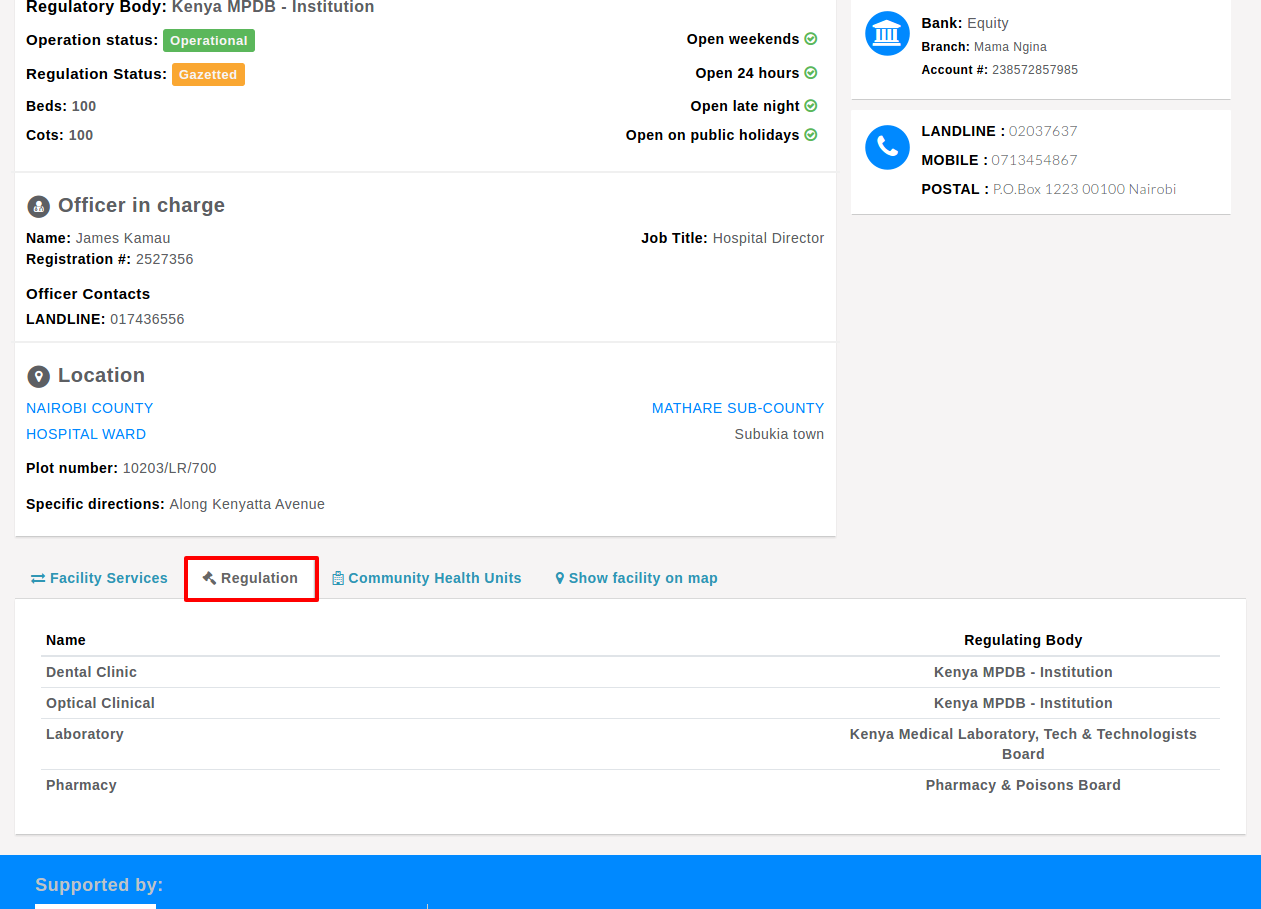 Regulatory Body: Kenya MPDB - Institution
Operation status: Operational
Open weekends
Regulation Status: Gazetted
Open 24 hours
Beds: 100
Open late night
Cots: 100
Open on public holidays
Officer in charge
Name: James Kamau
Job Title: Hospital Director
Registration #: 2527356
Officer Contacts
LANDLINE: 017436556
Location
NAIROBI COUNTY
MATHARE SUB-COUNTY
HOSPITAL WARD
Subukia town
Plot number: 10203/LR/700
Specific directions: Along Kenyatta Avenue
Bank: Equity
Branch: Mama Ngina
Account #: 238572857985
LANDLINE : 02037637
MOBILE : 0713454867
POSTAL : P.O.Box 1223 00100 Nairobi
Facility Services
Regulation
Community Health Units
Show facility on map
Name
Regulating Body
Dental Clinic
Kenya MPDB - Institution
Optical Clinical
Kenya MPDB - Institution
Laboratory
Kenya Medical Laboratory, Tech & Technologists
Board
Pharmacy
Pharmacy & Poisons Board
Supported by: